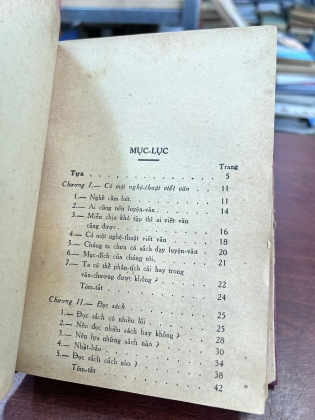 MỤC-LỤC
Trang
Tựa . . . 5
Chương I.— Có một nghệ-thuật viết văn . . 11
1.— Nghề cầm bút. . . . 11
2.— Ai cũng nên luyện-văn. . . . 14
3.— Miễn chịu khó tập thì ai viết văn
cũng được. . . . 16
4.— Có một nghệ-thuật viết văn . . . 18
5.— Chúng ta chưa có sách dạy luyện-văn. . 20
6.— Mục-đích của chúng tôi. . . . 21
7.— Ta có thể phân-tích cái hay trong
văn-chương được không ? . . . 22
Tóm-tắt . . . 24
Chương II.— Đọc sách . . . 25
1.— Đọc sách có nhiều lối . . . 25
2.— Nên đọc nhiều sách hay không ? . . 28
3.— Nên lựa những sách nào ? . . . 30
4.— Nhật-báo . . . 34
5.— Đọc sách cách nào ? . . . 38
Tóm-tắt . . . 42